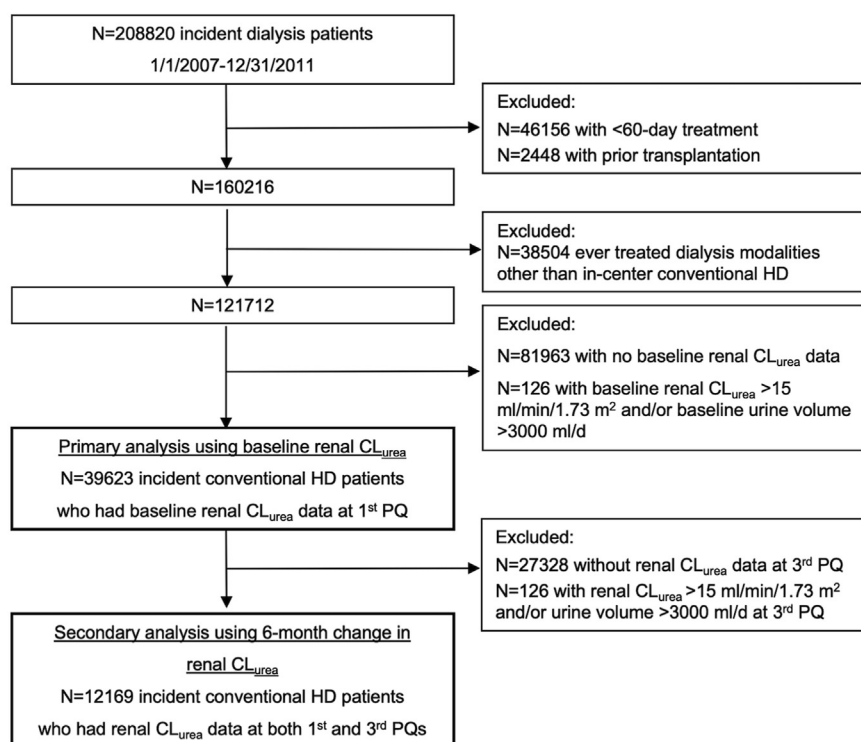 N=208820 incident dialysis patients
1/1/2007-12/31/2011
Excluded:
N=46156 with <60-day treatment
N=2448 with prior transplantation
N=160216
Excluded:
N=38504 ever treated dialysis modalities
other than in-center conventional HD
N=121712
Excluded:
N=81963 with no baseline renal CLurea data
N=126 with baseline renal CLurea >15
ml/min/1.73 m² and/or baseline urine volume
>3000 ml/d
Primary analysis using baseline renal CLurea
N=39623 incident conventional HD patients
who had baseline renal CLurea data at 1st PQ
Excluded:
N=27328 without renal CLurea data at 3rd PQ
N=126 with renal CLurea >15 ml/min/1.73 m²
and/or urine volume >3000 ml/d at 3rd PQ
Secondary analysis using 6-month change in
renal CLurea
N=12169 incident conventional HD patients
who had renal CLurea data at both 1st and 3rd PQs